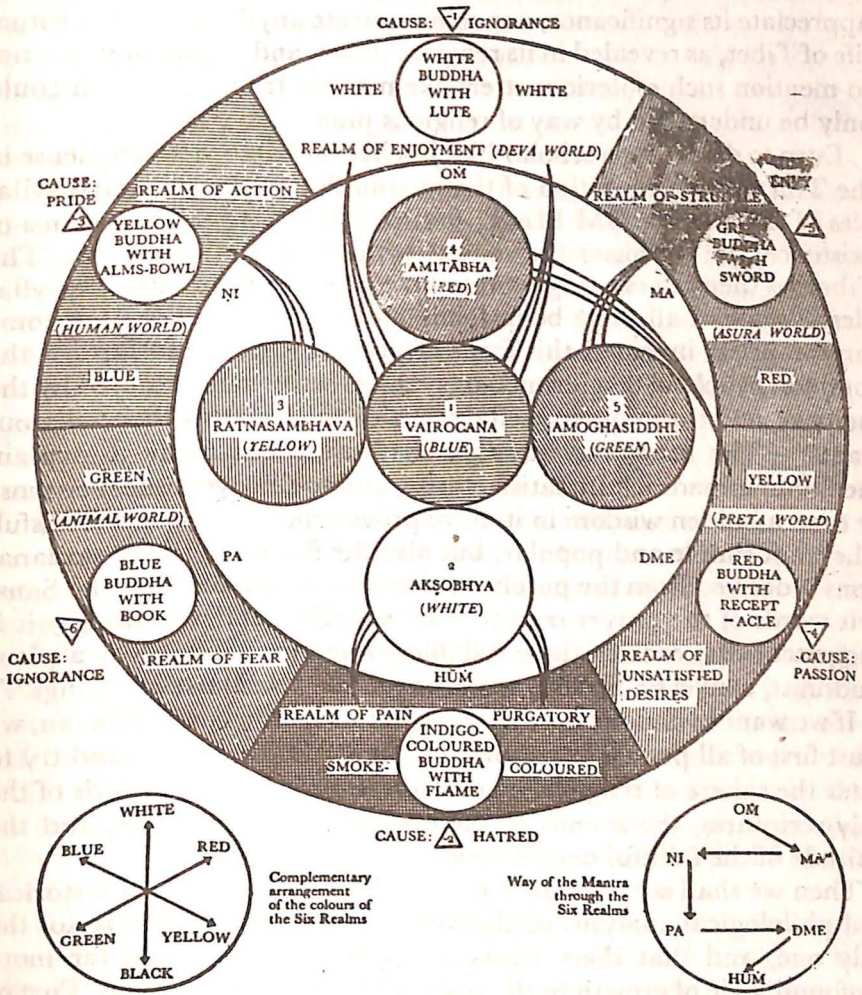 CAUSE: -1 IGNORANCE
WHITE
BUDDHA
WITH
LUTE
WHITE WHITE
REALM OF ENJOYMENT (DEVA WORLD)
OṀ
CAUSE:
PRIDE
-3
REALM OF ACTION
YELLOW
BUDDHA
WITH
ALMS-BOWL
NI
(HUMAN WORLD)
BLUE
REALM OF STRUGGLE
ENVY
-5
GREEN
BUDDHA
WITH
SWORD
MA
(ASURA WORLD)
RED
4
AMITĀBHA
(RED)
3
RATNASAMBHAVA
(YELLOW)
1
VAIROCANA
(BLUE)
5
AMOGHASIDDHI
(GREEN)
2
AKṢOBHYA
(WHITE)
GREEN
(ANIMAL WORLD)
PA
BLUE
BUDDHA
WITH
BOOK
-6
CAUSE:
IGNORANCE
REALM OF FEAR
YELLOW
(PRETA WORLD)
DME
RED
BUDDHA
WITH
RECEPT
-ACLE
-4
CAUSE:
PASSION
REALM OF
UNSATISFIED
DESIRES
HŪṀ
REALM OF PAIN PURGATORY
INDIGO-
COLOURED
BUDDHA
WITH
FLAME
SMOKE- COLOURED
CAUSE: -2 HATRED
WHITE
BLUE RED
GREEN YELLOW
BLACK
Complementary
arrangement
of the colours of
the Six Realms
Way of the Mantra
through the
Six Realms
OṀ
NI MA
PA DME
HŪṀ